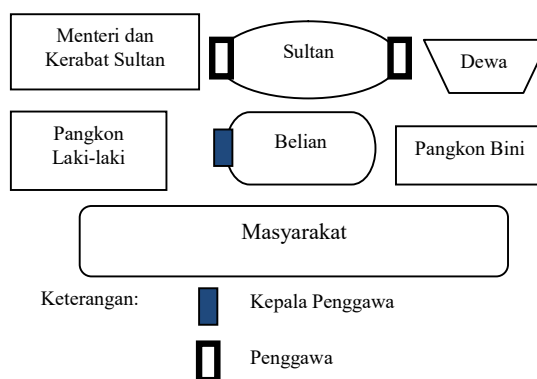 Menteri dan
Kerabat Sultan
Sultan
Dewa
Pangkon
Laki-laki
Belian
Pangkon Bini
Masyarakat
Keterangan:
Kepala Penggawa
Penggawa